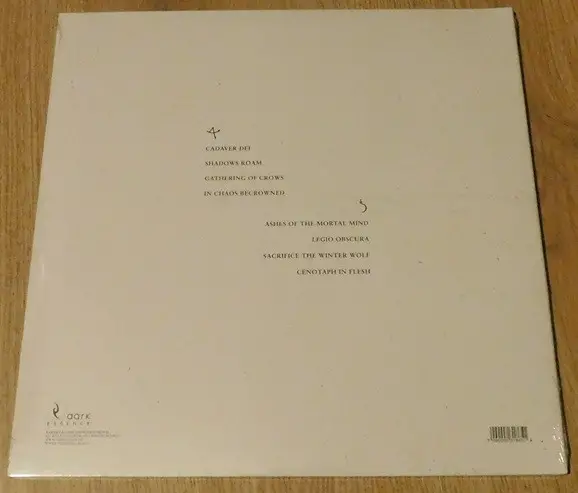 A
CADAVER DEI
SHADOWS ROAM
GATHERING OF CROWS
IN CHAOS RECROWNED
ASHES OF THE MORTAL MIND
LEGIO OBSCURA
SACRIFICE THE WINTER WOLF
CENOTAPH IN FLESH
dark
essence